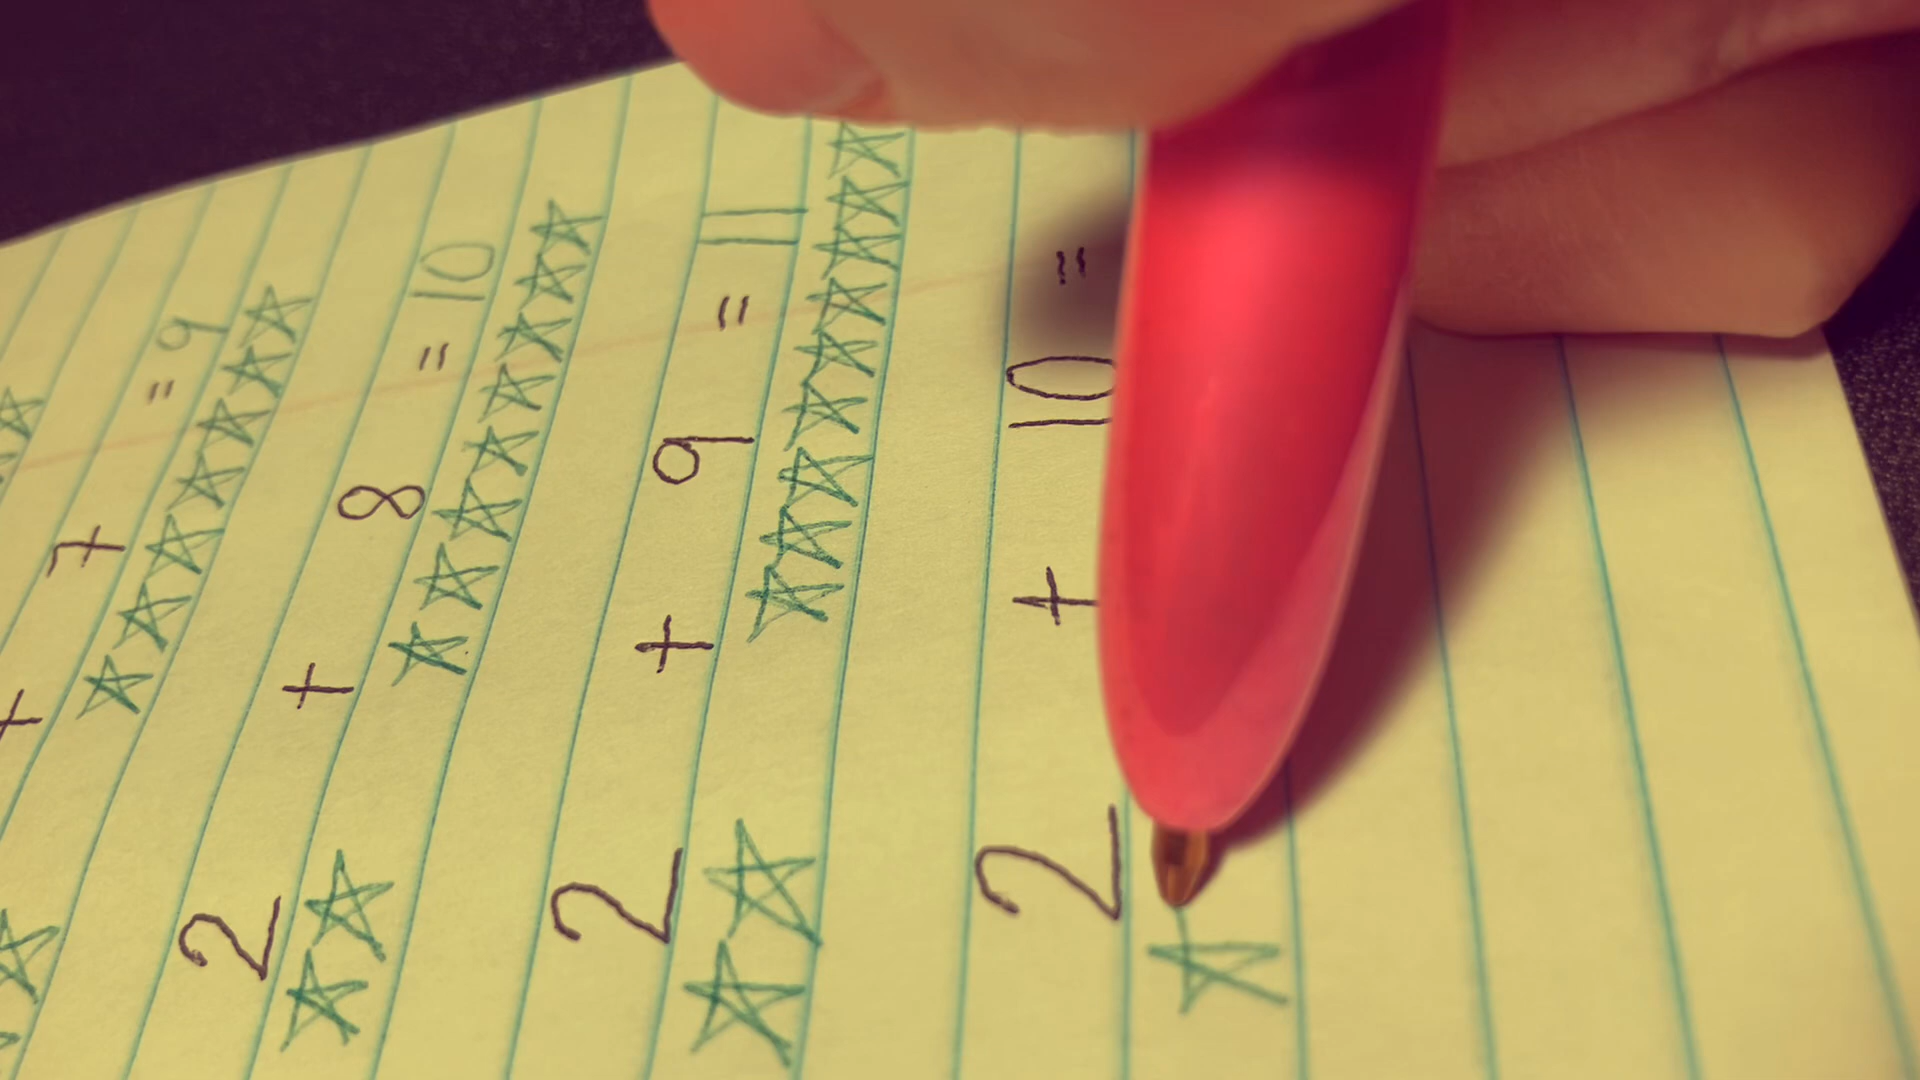 + 7 = 9
2 + 8 = 10
2 + 9 = 11
2 + 10 =